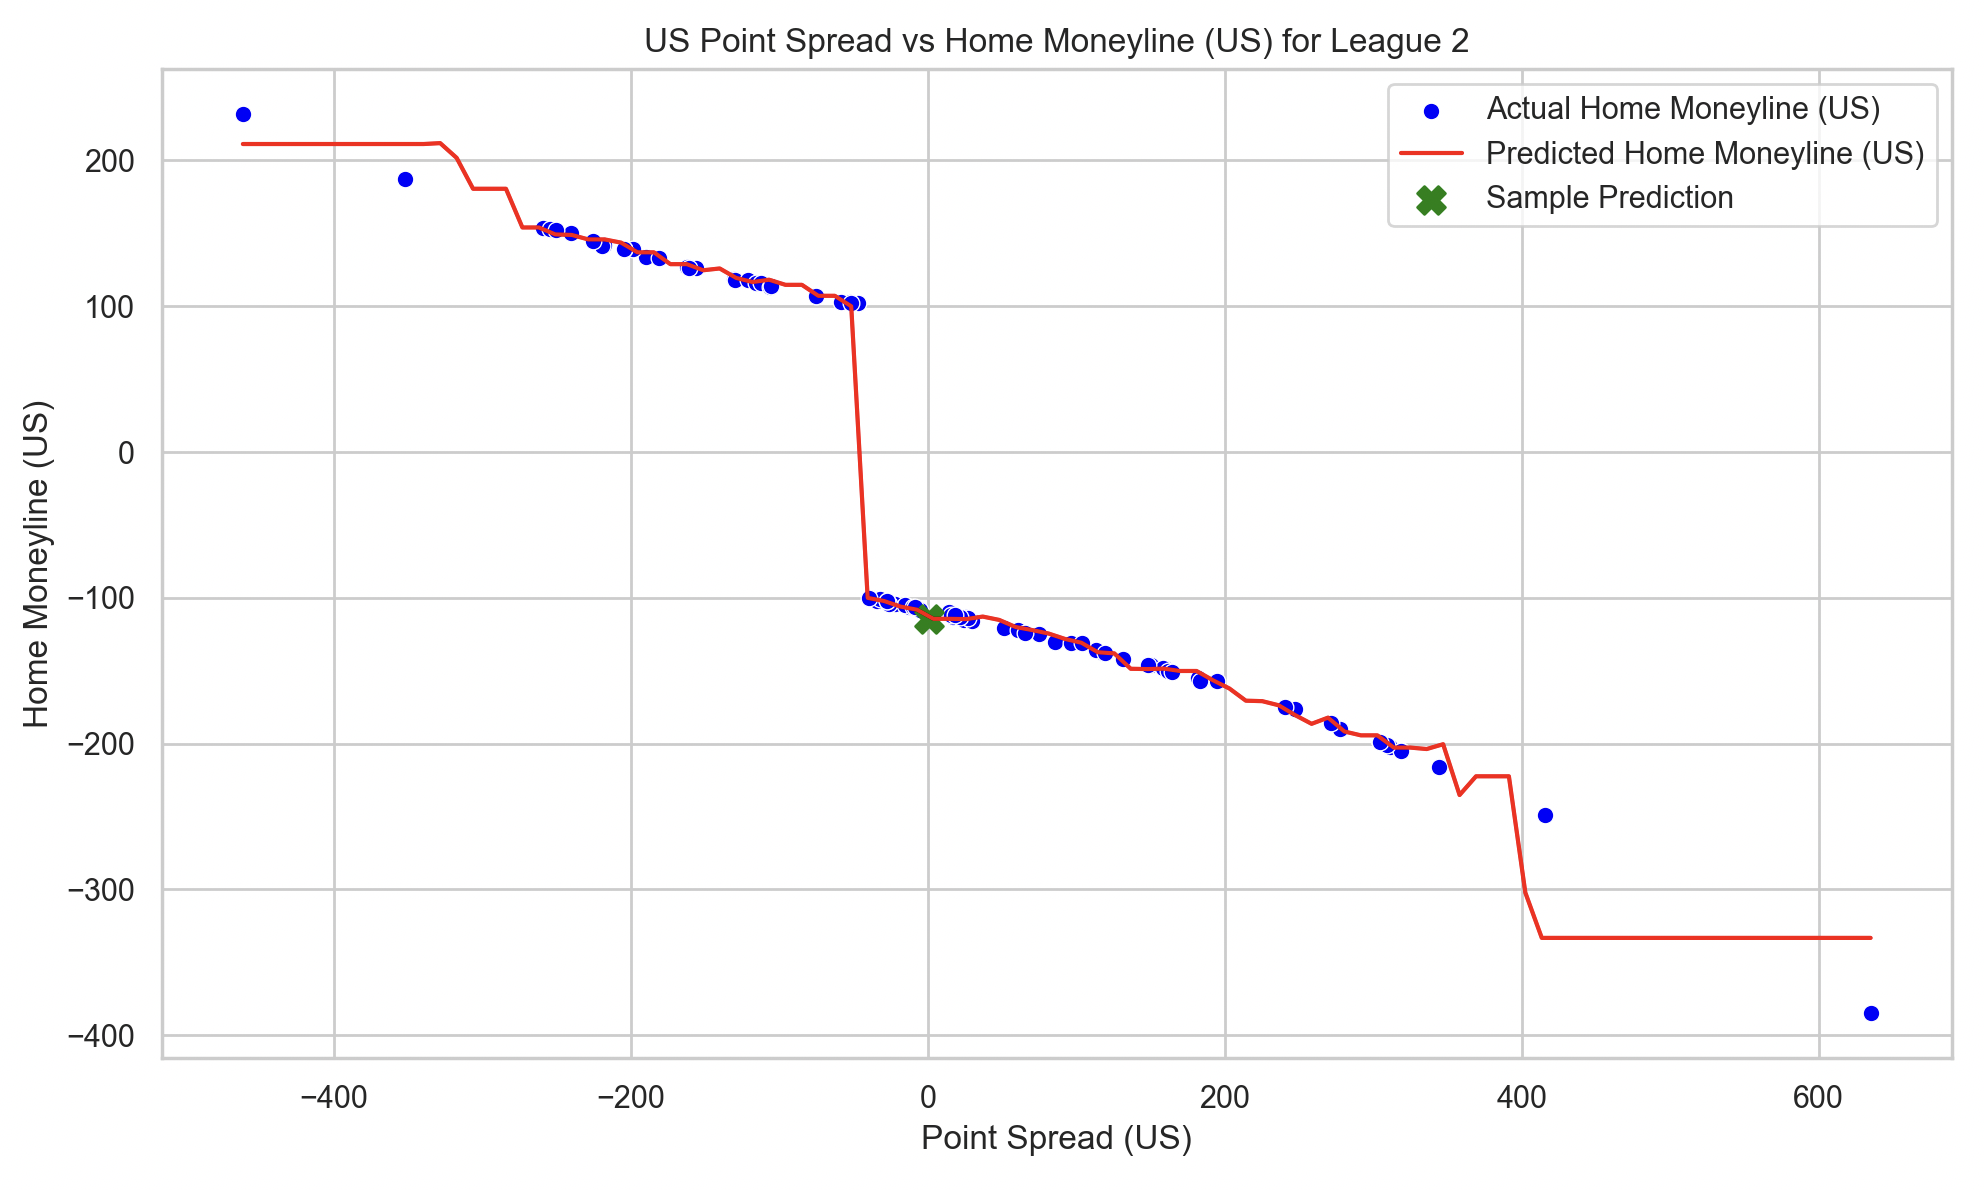 US Point Spread vs Home Moneyline (US) for League 2
Actual Home Moneyline (US)
Predicted Home Moneyline (US)
Sample Prediction
Home Moneyline (US)
200
100
0
−100
−200
−300
−400
−400
−200
0
200
400
600
Point Spread (US)